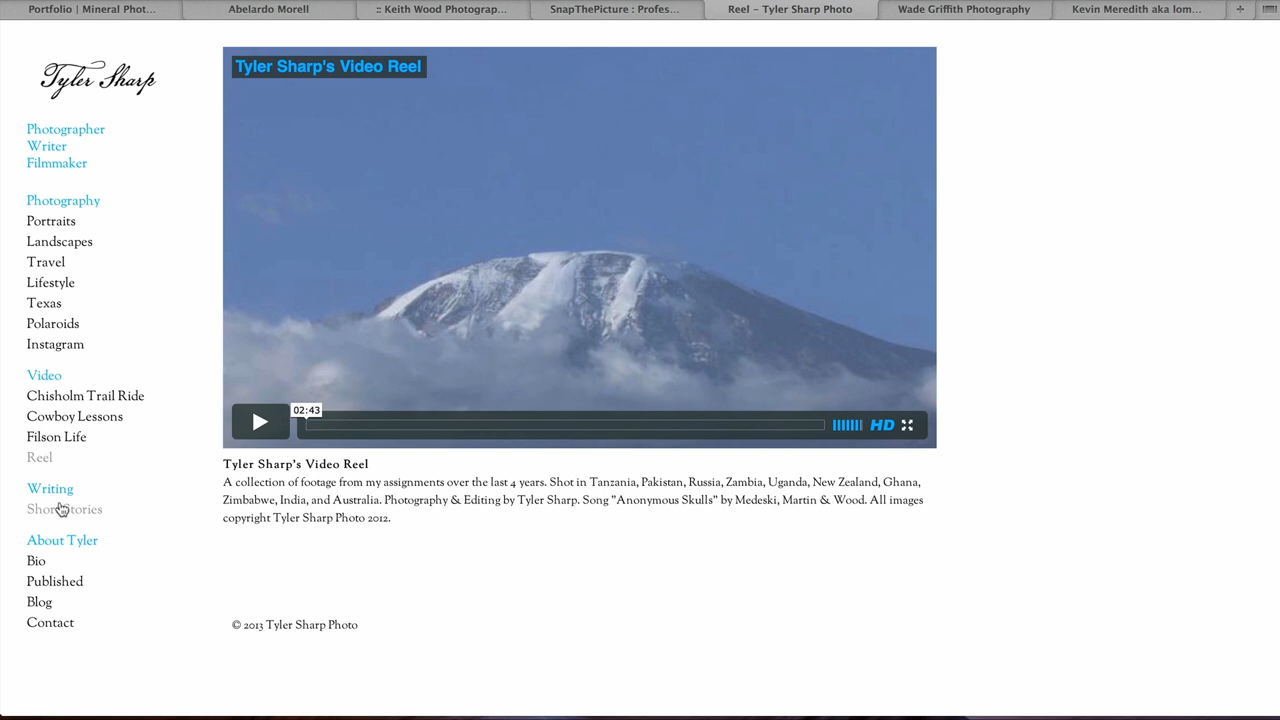 Portfolio | Mineral Phot...
Abelardo Morell
:: Keith Wood Photograp...
SnapThePicture : Profes...
Reel – Tyler Sharp Photo
Wade Griffith Photography
Kevin Meredith aka lom...
Tyler Sharp
Photographer
Writer
Filmmaker
Photography
Portraits
Landscapes
Travel
Lifestyle
Texas
Polaroids
Instagram
Video
Chisholm Trail Ride
Cowboy Lessons
Filson Life
Reel
Writing
Short Stories
About Tyler
Bio
Published
Blog
Contact
Tyler Sharp's Video Reel
02:43
HD
Tyler Sharp's Video Reel
A collection of footage from my assignments over the last 4 years. Shot in Tanzania, Pakistan, Russia, Zambia, Uganda, New Zealand, Ghana,
Zimbabwe, India, and Australia. Photography & Editing by Tyler Sharp. Song "Anonymous Skulls" by Medeski, Martin & Wood. All images
copyright Tyler Sharp Photo 2012.
© 2013 Tyler Sharp Photo